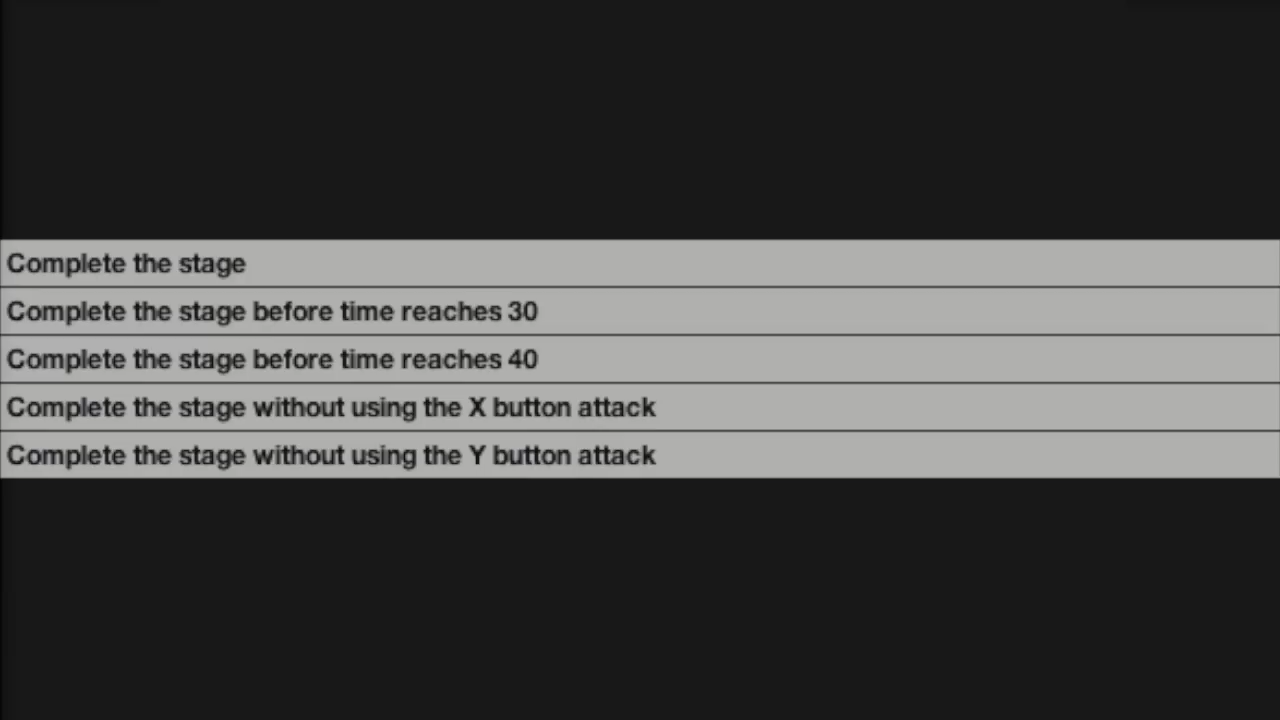 Complete the stage
Complete the stage before time reaches 30
Complete the stage before time reaches 40
Complete the stage without using the X button attack
Complete the stage without using the Y button attack